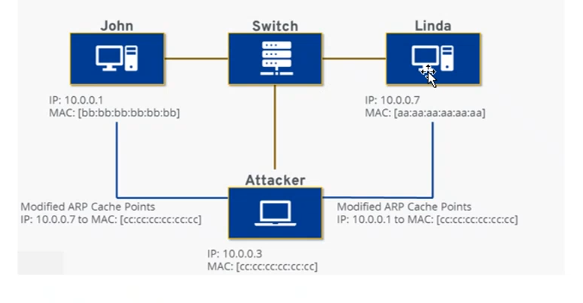 John
Switch
Linda
IP: 10.0.0.1
MAC: [bb:bb:bb:bb:bb:bb]
IP: 10.0.0.7
MAC: [aa:aa:aa:aa:aa:aa]
Attacker
Modified ARP Cache Points
IP: 10.0.0.7 to MAC: [cc:cc:cc:cc:cc:cc]
Modified ARP Cache Points
IP: 10.0.0.1 to MAC: [cc:cc:cc:cc:cc:cc]
IP: 10.0.0.3
MAC: [cc:cc:cc:cc:cc:cc]